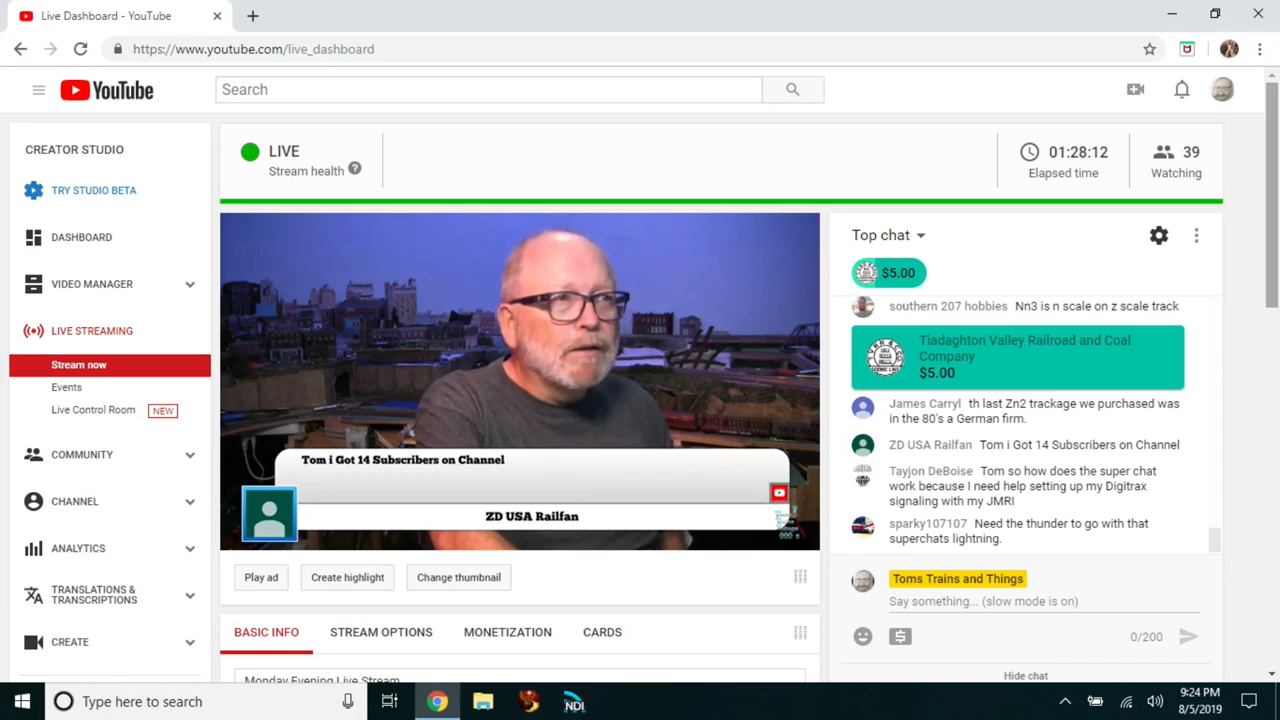 Live Dashboard - YouTube
https://www.youtube.com/live_dashboard
YouTube
Search
CREATOR STUDIO
TRY STUDIO BETA
DASHBOARD
VIDEO MANAGER
LIVE STREAMING
Stream now
Events
Live Control Room NEW
COMMUNITY
CHANNEL
ANALYTICS
TRANSLATIONS &
TRANSCRIPTIONS
CREATE
LIVE
Stream health
01:28:12
Elapsed time
39
Watching
Tom i Got 14 Subscribers on Channel
ZD USA Railfan
Play ad
Create highlight
Change thumbnail
BASIC INFO
STREAM OPTIONS
MONETIZATION
CARDS
Monday Evening Live Stream
Top chat
$5.00
southern 207 hobbies Nn3 is n scale on z scale track
Tiadaghton Valley Railroad and Coal
Company
$5.00
James Carryl th last Zn2 trackage we purchased was
in the 80's a German firm.
ZD USA Railfan Tom i Got 14 Subscribers on Channel
Tayjon DeBoise Tom so how does the super chat
work because I need help setting up my Digitrax
signaling with my JMRI
sparky107107 Need the thunder to go with that
superchats lightning.
Toms Trains and Things
Say something... (slow mode is on)
0/200
Hide chat
Type here to search
NDI
9:24 PM
8/5/2019